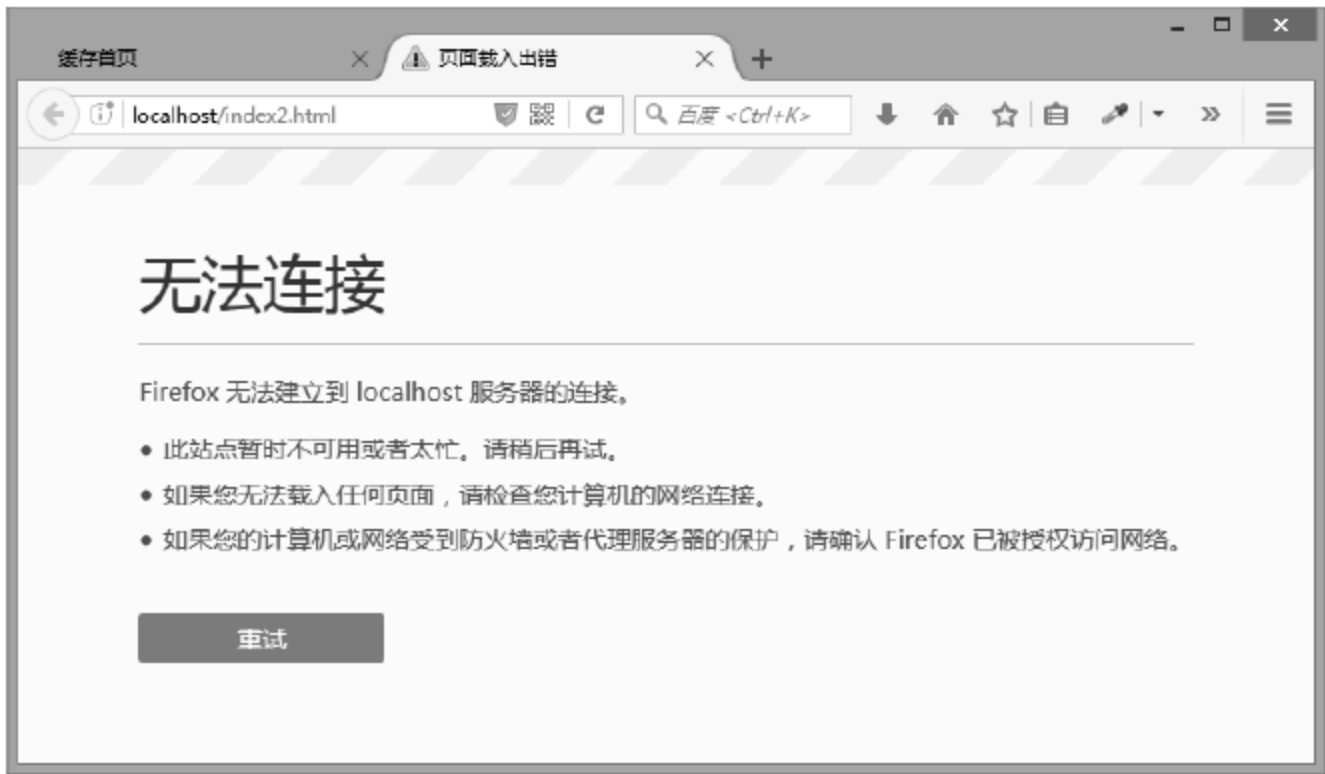 缓存首页
页面载入出错
localhost/index2.html
百度 <Ctrl+K>
无法连接
Firefox 无法建立到 localhost 服务器的连接。
• 此站点暂时不可用或者太忙。请稍后再试。
• 如果您无法载入任何页面，请检查您计算机的网络连接。
• 如果您的计算机或网络受到防火墙或者代理服务器的保护，请确认 Firefox 已被授权访问网络。
重试